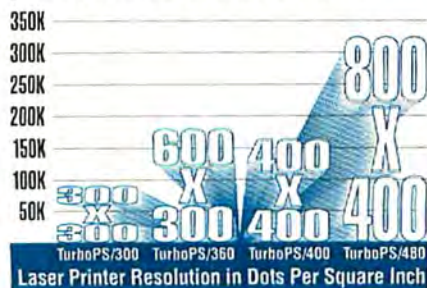 350K
300K
250K
200K
150K
100K
50K
300
X
300
600
X
300
400
X
400
800
X
400
TurboPS/300 TurboPS/360 TurboPS/400 TurboPS/480
Laser Printer Resolution in Dots Per Square Inch